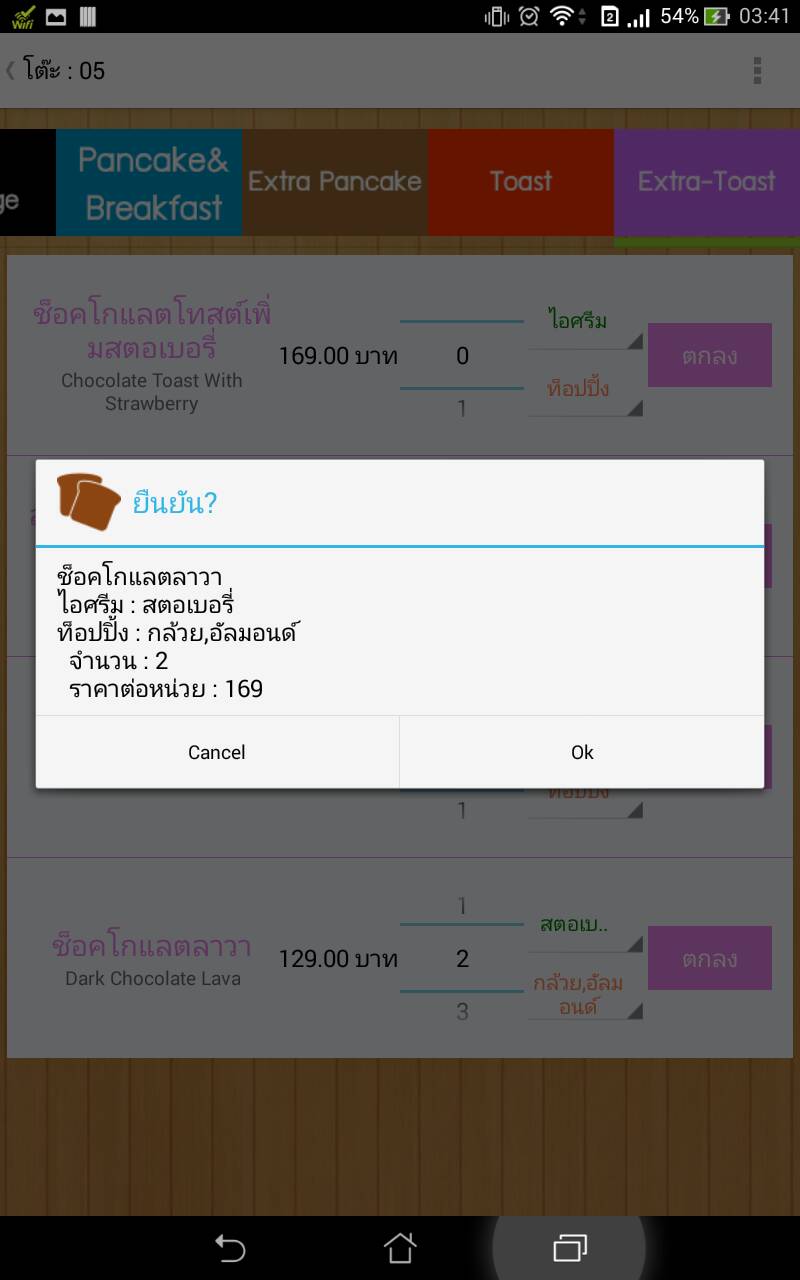 Wifi
2
54%
03:41
โต๊ะ : 05
ge
Pancake&
Breakfast
Extra Pancake
Toast
Extra-Toast
ช็อคโกแลตโทสต์เพิ่
มสตอเบอรี่
Chocolate Toast With
Strawberry
169.00 บาท
0
1
ไอศรีม
ท็อปปิ้ง
ตกลง
ยืนยัน?
ช็อคโกแลตลาวา
ไอศรีม : สตอเบอรี่
ท็อปปิ้ง : กล้วย,อัลมอนด์
จำนวน : 2
ราคาต่อหน่วย : 169
Cancel
Ok
1
ท็อปปิ้ง
ช็อคโกแลตลาวา
Dark Chocolate Lava
129.00 บาท
1
2
3
สตอเบ..
กล้วย,อัลม
อนด์
ตกลง